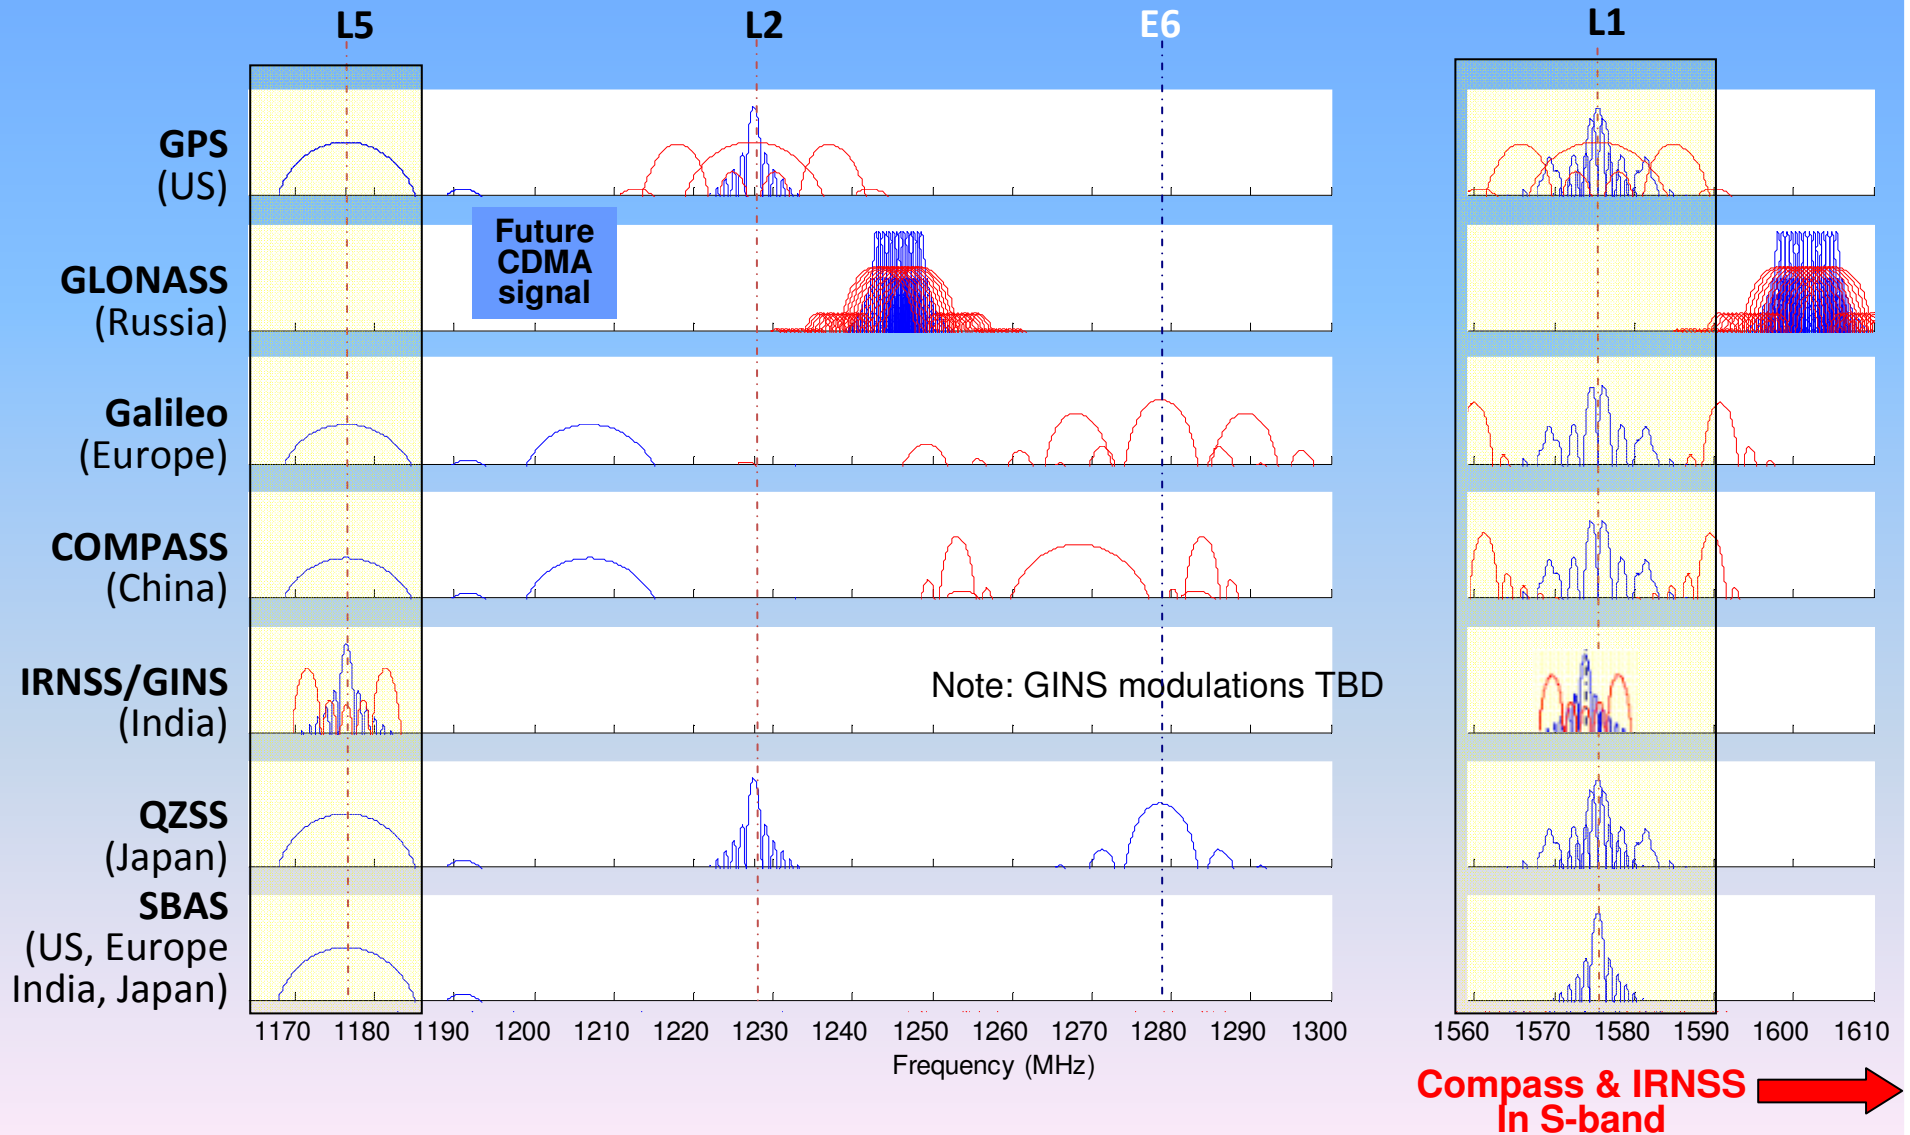 L5
L2
E6
L1
GPS
(US)
Future
CDMA
signal
GLONASS
(Russia)
Galileo
(Europe)
COMPASS
(China)
IRNSS/GINS
(India)
Note: GINS modulations TBD
QZSS
(Japan)
SBAS
(US, Europe
India, Japan)
1170 1180 1190 1200 1210 1220 1230 1240 1250 1260 1270 1280 1290 1300
1560 1570 1580 1590 1600 1610
Frequency (MHz)
Compass & IRNSS
In S-band